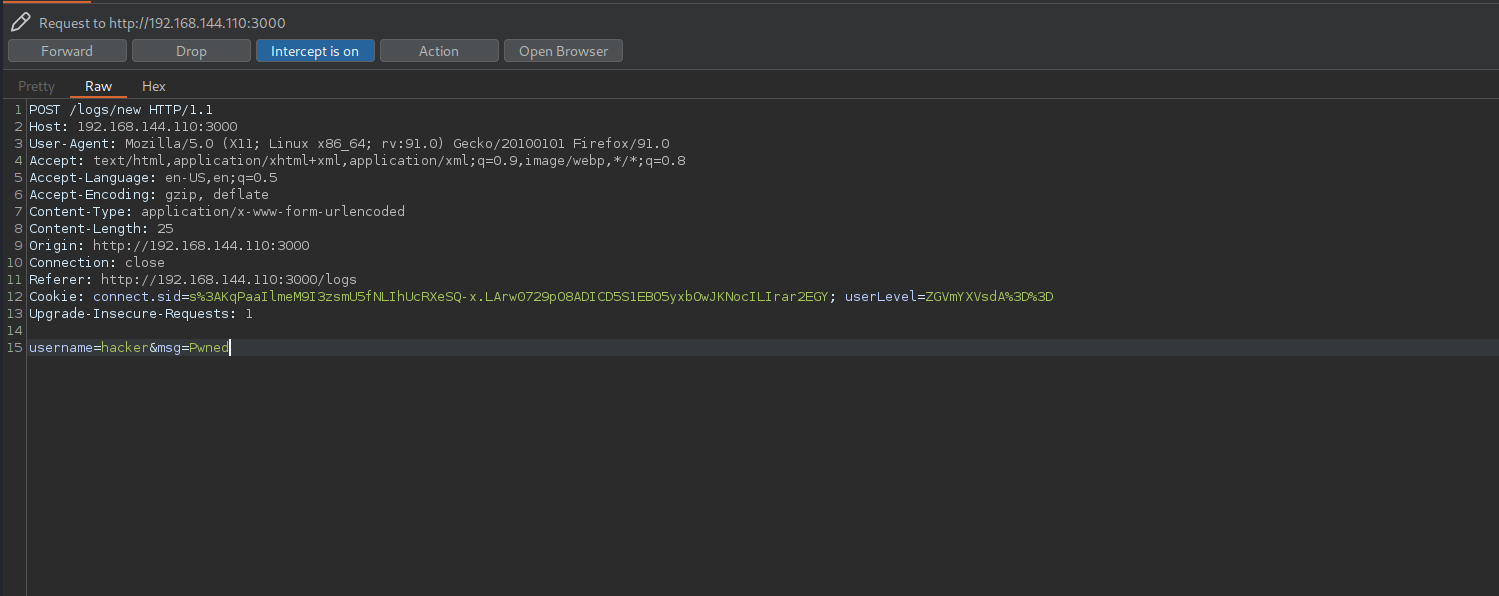 Request to http://192.168.144.110:3000
Forward Drop Intercept is on Action Open Browser
Pretty Raw Hex
1 POST /logs/new HTTP/1.1
2 Host: 192.168.144.110:3000
3 User-Agent: Mozilla/5.0 (X11; Linux x86_64; rv:91.0) Gecko/20100101 Firefox/91.0
4 Accept: text/html,application/xhtml+xml,application/xml;q=0.9,image/webp,*/*;q=0.8
5 Accept-Language: en-US,en;q=0.5
6 Accept-Encoding: gzip, deflate
7 Content-Type: application/x-www-form-urlencoded
8 Content-Length: 25
9 Origin: http://192.168.144.110:3000
10 Connection: close
11 Referer: http://192.168.144.110:3000/logs
12 Cookie: connect.sid=s%3AKqPaaIlmeM9I3zsmU5fNLIhUcRXeSQ-x.LArwO729pO8ADICD5S1EBO5yxbOwJKNocILIrar2EGY; userLevel=ZGVmYXVsdA%3D%3D
13 Upgrade-Insecure-Requests: 1
14
15 username=hacker&msg=Pwned